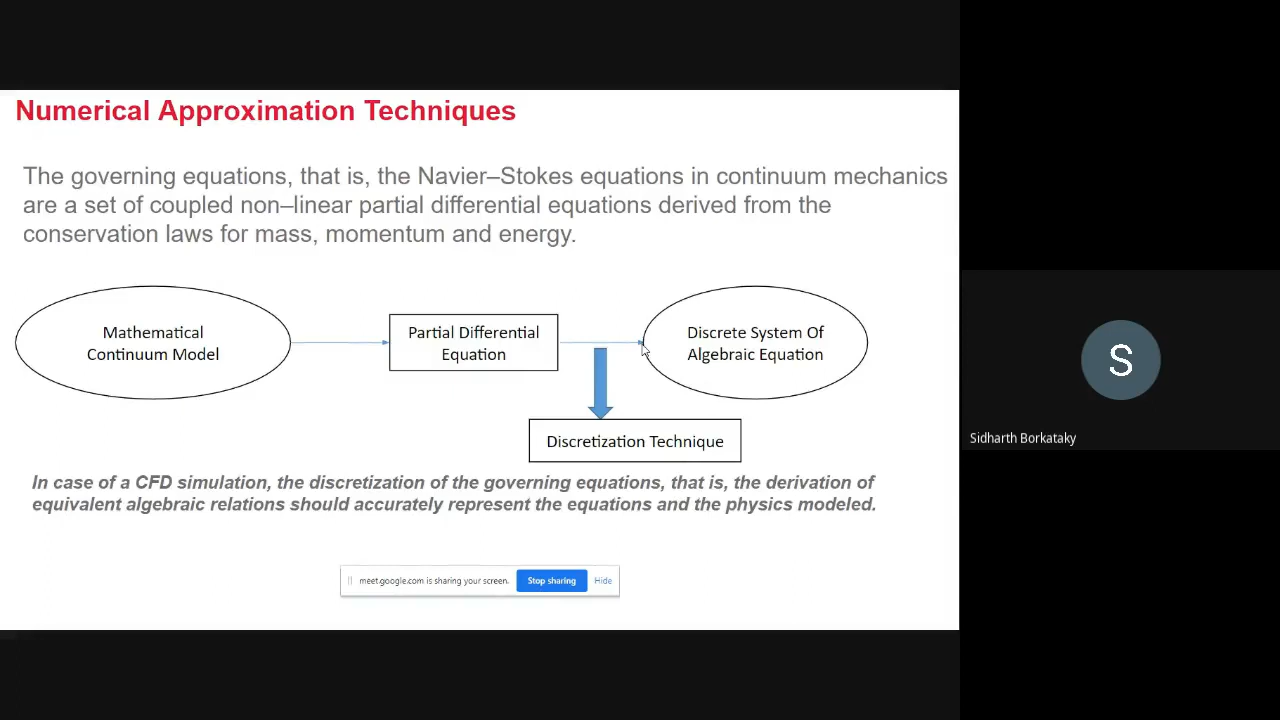 Numerical Approximation Techniques
The governing equations, that is, the Navier–Stokes equations in continuum mechanics
are a set of coupled non–linear partial differential equations derived from the
conservation laws for mass, momentum and energy.
Mathematical
Continuum Model
Partial Differential
Equation
Discrete System Of
Algebraic Equation
Discretization Technique
In case of a CFD simulation, the discretization of the governing equations, that is, the derivation of
equivalent algebraic relations should accurately represent the equations and the physics modeled.
meet.google.com is sharing your screen. Stop sharing Hide
S
Sidharth Borkataky